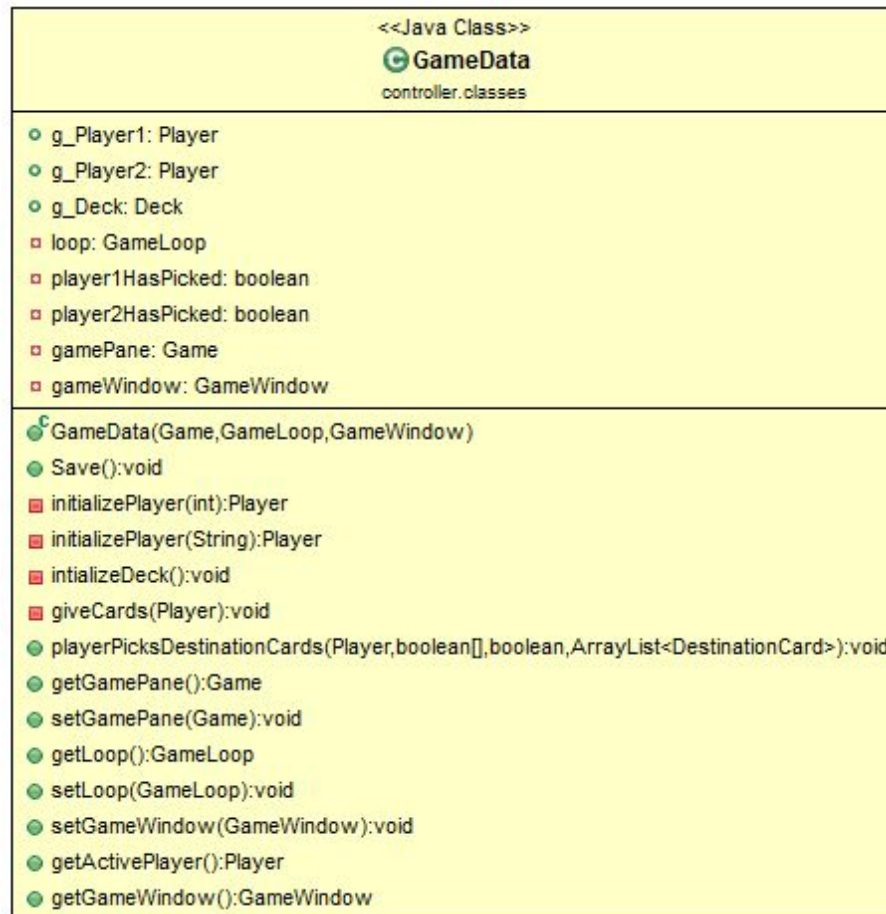 <<Java Class>>
GameData
controller.classes
g_Player1: Player
g_Player2: Player
g_Deck: Deck
loop: GameLoop
player1HasPicked: boolean
player2HasPicked: boolean
gamePane: Game
gameWindow: GameWindow
GameData(Game,GameLoop,GameWindow)
Save():void
initializePlayer(int):Player
initializePlayer(String):Player
intializeDeck():void
giveCards(Player):void
playerPicksDestinationCards(Player,boolean[],boolean,ArrayList<DestinationCard>):void
getGamePane():Game
setGamePane(Game):void
getLoop():GameLoop
setLoop(GameLoop):void
setGameWindow(GameWindow):void
getActivePlayer():Player
getGameWindow():GameWindow